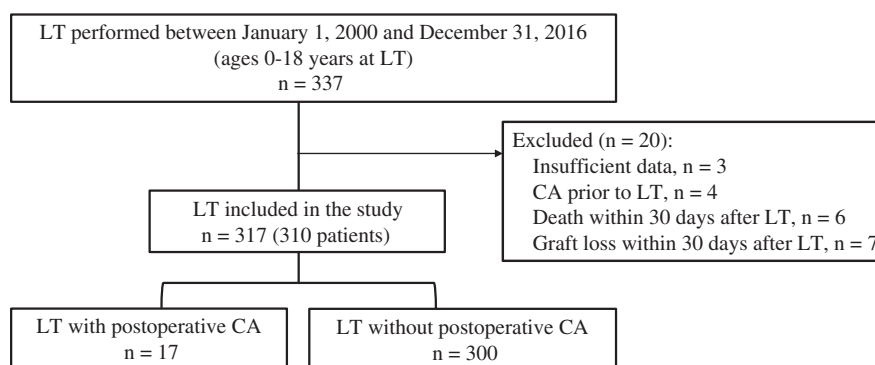 LT performed between January 1, 2000 and December 31, 2016
(ages 0-18 years at LT)
n = 337
Excluded (n = 20):
Insufficient data, n = 3
CA prior to LT, n = 4
Death within 30 days after LT, n = 6
Graft loss within 30 days after LT, n = 7
LT included in the study
n = 317 (310 patients)
LT with postoperative CA
n = 17
LT without postoperative CA
n = 300